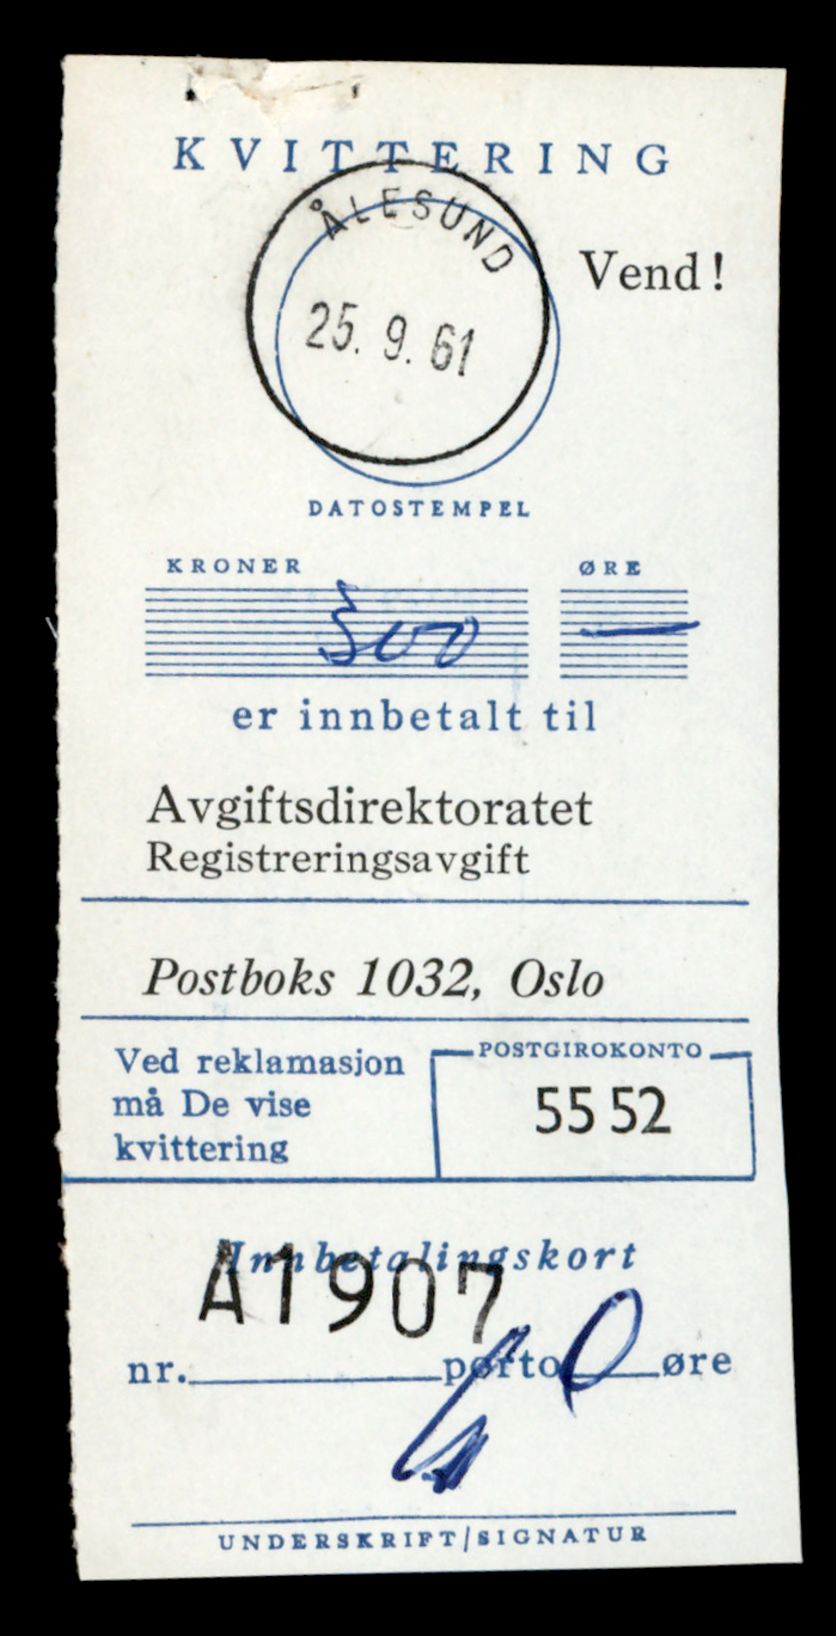 KVITTERING
ÅLESUND
Vend!
25. 9. 61
DATOSTEMPEL
KRONER ØRE
300 —
er innbetalt til
Avgiftsdirektoratet
Registreringsavgift
Postboks 1032, Oslo
Ved reklamasjon
må De vise
kvittering
POSTGIROKONTO
55 52
Innbetalingskort
A1907
nr. porto øre
UNDERSKRIFT/SIGNATUR